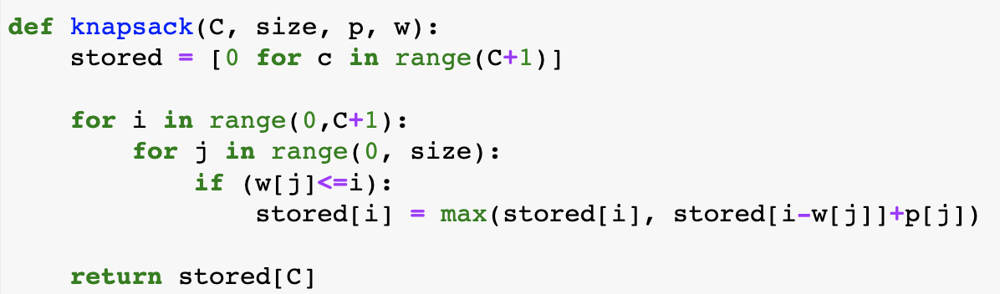 def knapsack(C, size, p, w):
    stored = [0 for c in range(C+1)]
    for i in range(0,C+1):
        for j in range(0, size):
            if (w[j]<=i):
                stored[i] = max(stored[i], stored[i-w[j]]+p[j])
    return stored[C]